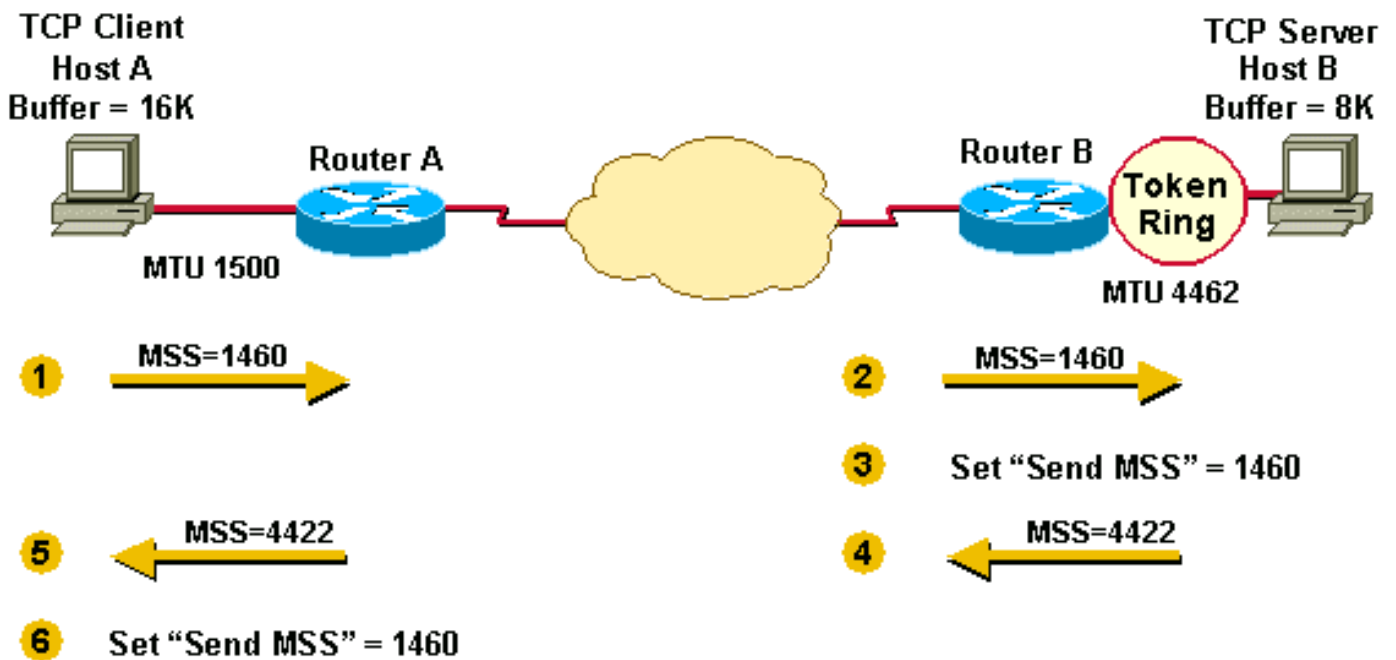 TCP Client
Host A
Buffer = 16K
TCP Server
Host B
Buffer = 8K
Router A
Router B
Token
Ring
MTU 1500
MTU 4462
1
MSS=1460
2
MSS=1460
3
Set “Send MSS” = 1460
5
MSS=4422
4
MSS=4422
6
Set “Send MSS” = 1460